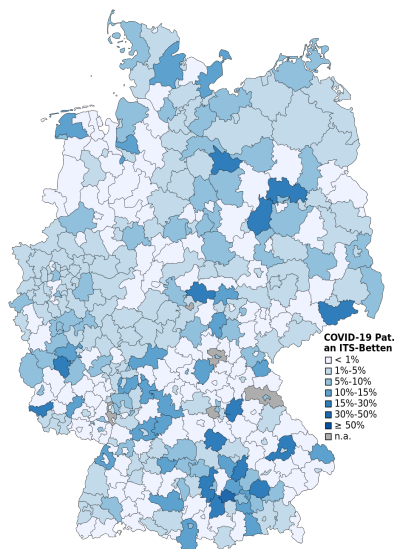 COVID-19 Pat.
an ITS-Betten
< 1%
1%-5%
5%-10%
10%-15%
15%-30%
30%-50%
≥ 50%
n.a.